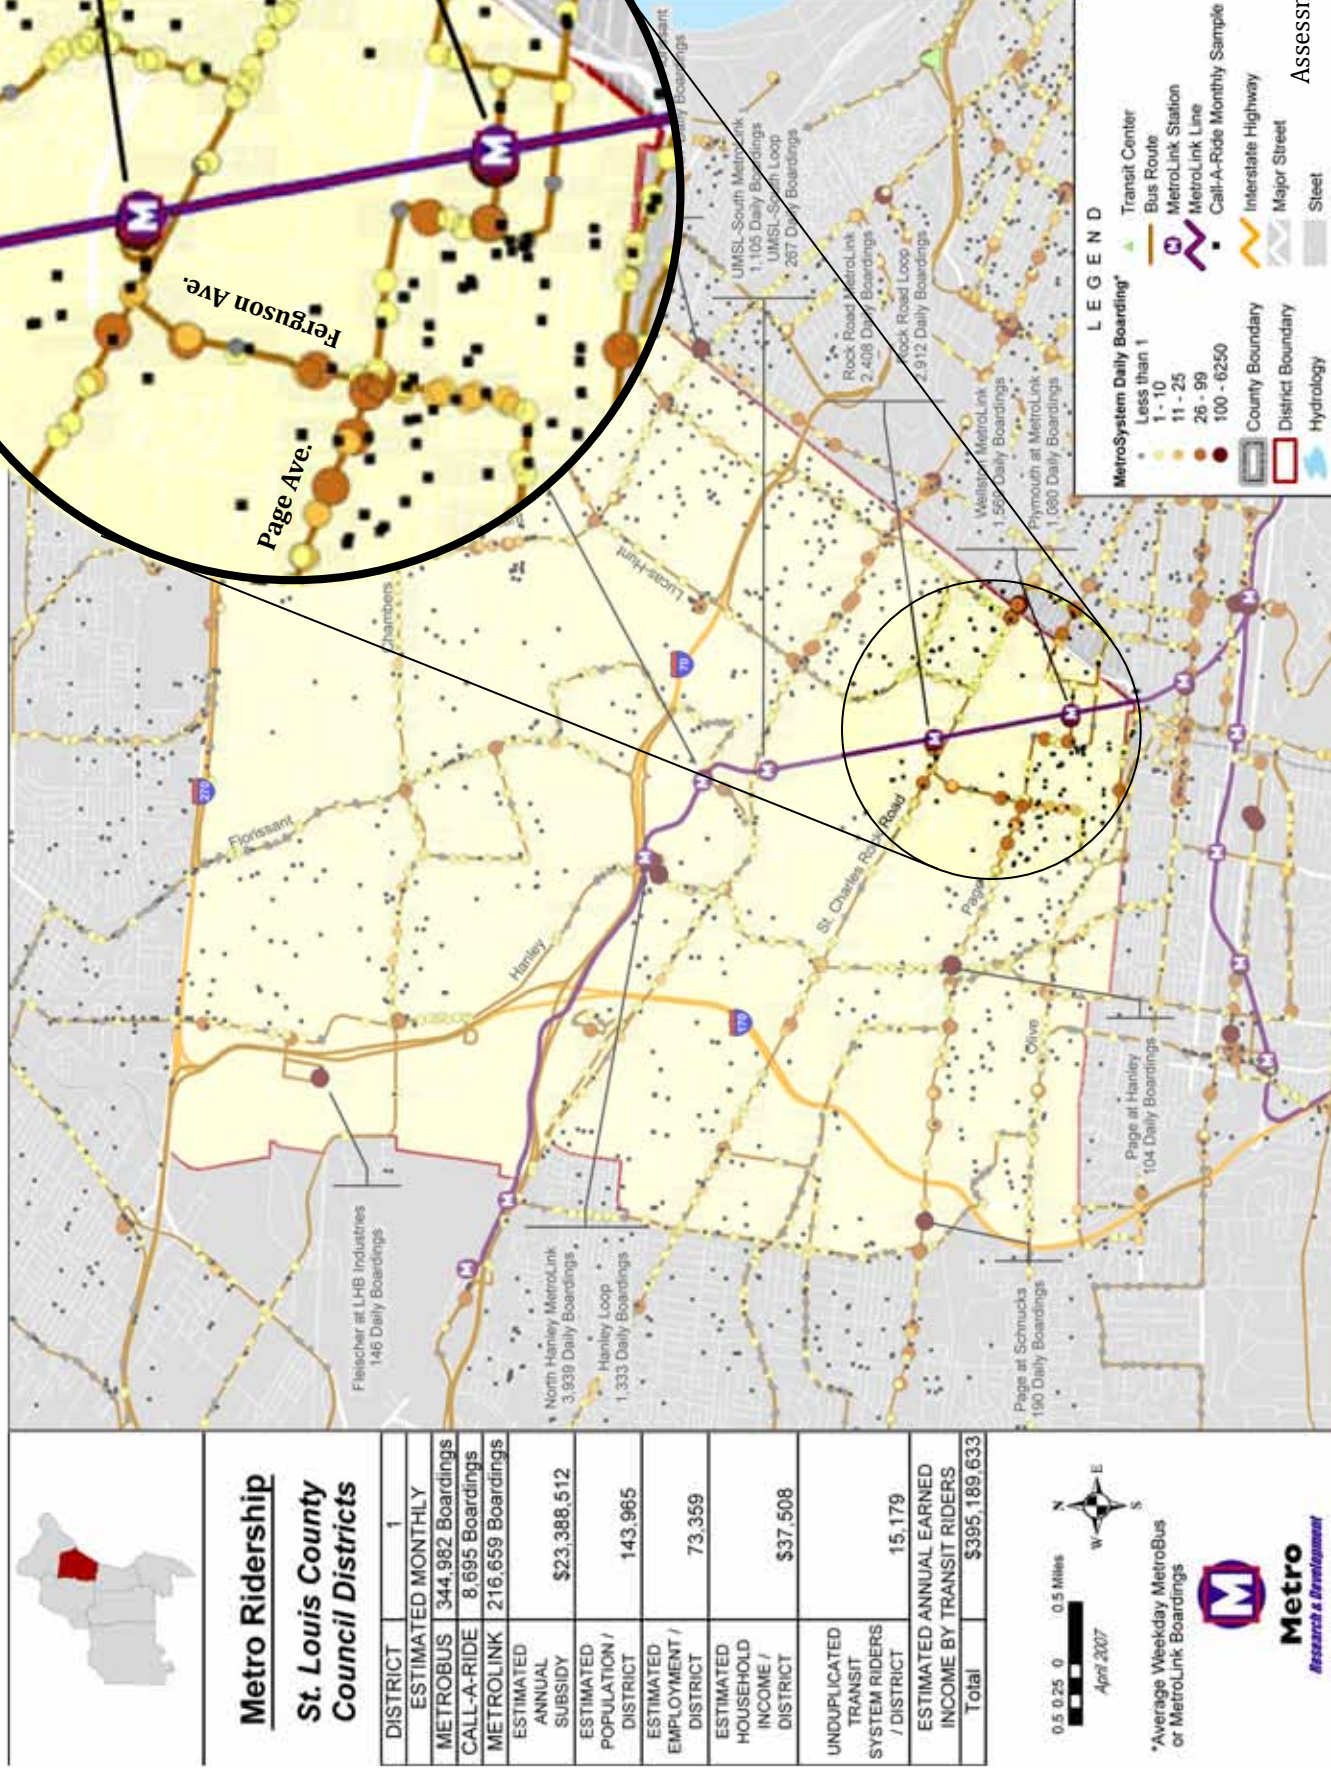 Metro Ridership
St. Louis County
Council Districts
DISTRICT 1
ESTIMATED MONTHLY
METROBUS 344,982 Boardings
CALL-A-RIDE 8,695 Boardings
METROLINK 216,659 Boardings
ESTIMATED
ANNUAL
SUBSIDY
$23,388,512
ESTIMATED
POPULATION /
DISTRICT
143,965
ESTIMATED
EMPLOYMENT /
DISTRICT
73,359
ESTIMATED
HOUSEHOLD
INCOME /
DISTRICT
$37,508
UNDUPLICATED
TRANSIT
SYSTEM RIDERS
/ DISTRICT
15,179
ESTIMATED ANNUAL EARNED
INCOME BY TRANSIT RIDERS
Total $395,189,633
0.5 0.25 0 0.5 Miles
April 2007
N
W E
S
*Average Weekday MetroBus
or MetroLink Boardings
M
Metro
Research & Development
Fleischer at LHB Industries
146 Daily Boardings
North Hanley MetroLink
3,939 Daily Boardings
Hanley Loop
1,333 Daily Boardings
Page at Schnucks
190 Daily Boardings
Page at Hanley
104 Daily Boardings
270
Florissant
Hanley
170
Chambers
70
Lucas-Hunt
St. Charles Rock Road
Page
Olive
Page Ave.
Ferguson Ave.
UMSL-South MetroLink
1,105 Daily Boardings
UMSL-South Loop
267 Daily Boardings
Rock Road MetroLink
2,408 Daily Boardings
Rock Road Loop
2,912 Daily Boardings
Wellston MetroLink
Daily Boardings
Plymouth at MetroLink
1,080 Daily Boardings
LEGEND
MetroSystem Daily Boarding*
Less than 1
1 - 10
11 - 25
26 - 99
100 - 6250
County Boundary
District Boundary
Hydrology
Transit Center
Bus Route
MetroLink Station
MetroLink Line
Call-A-Ride Monthly Sample
Interstate Highway
Major Street
Steet